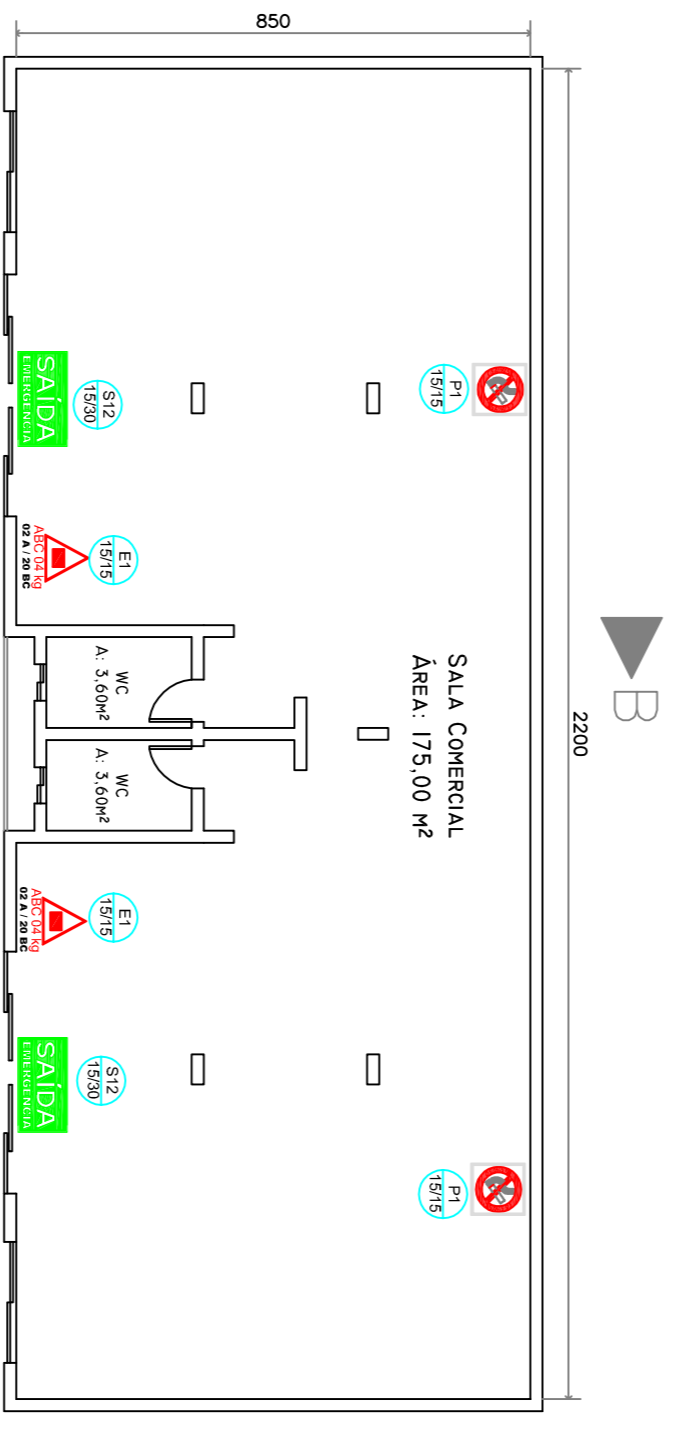 850
2200
B
SALA COMERCIAL
ÁREA: 175,00 M²
P1
15/15
S12
15/30
SAÍDA
EMERGENCIA
E1
15/15
ABC 04 kg
02 A / 20 BC
WC
A: 3,60M²
WC
A: 3,60M²
E1
15/15
ABC 04 kg
02 A / 20 BC
S12
15/30
SAÍDA
EMERGENCIA
P1
15/15